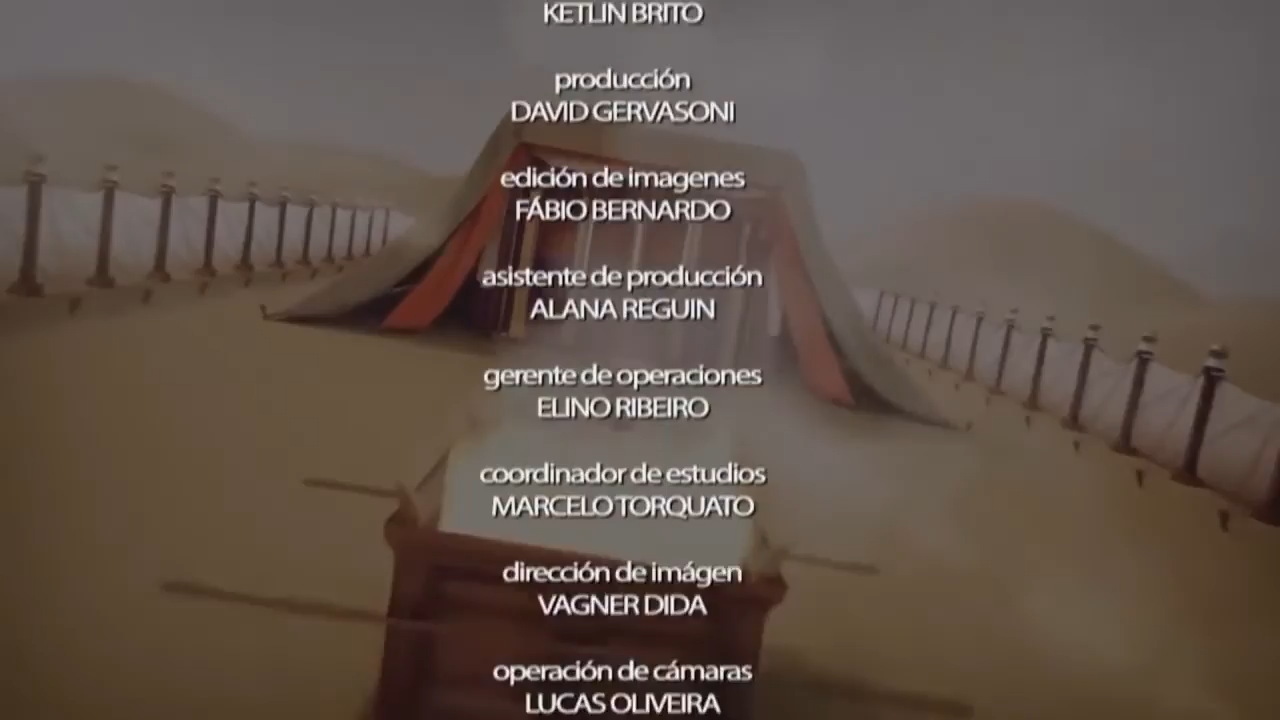 KETLIN BRITO
producción
DAVID GERVASONI
edición de imagenes
FÁBIO BERNARDO
asistente de producción
ALANA REGUIN
gerente de operaciones
ELINO RIBEIRO
coordinador de estudios
MARCELO TORQUATO
dirección de imágen
VAGNER DIDA
operación de cámaras
LUCAS OLIVEIRA